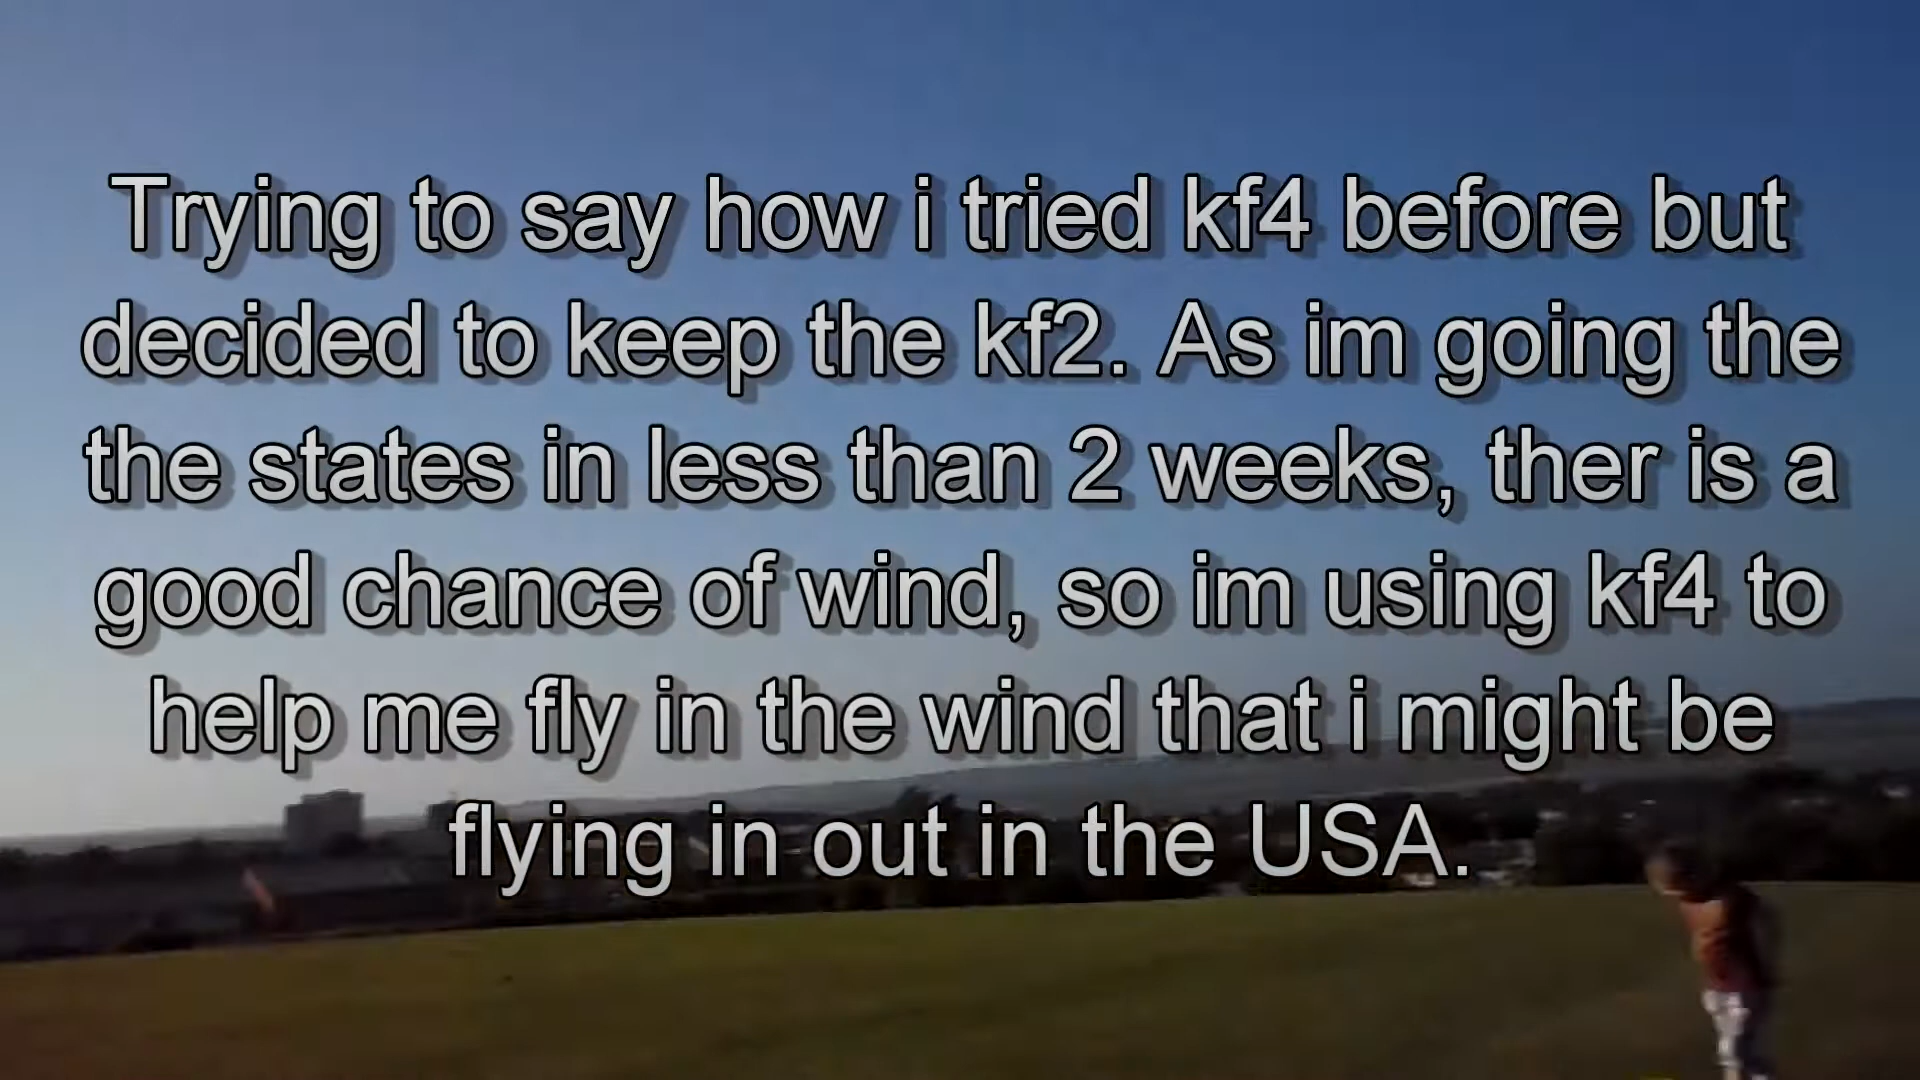 Trying to say how i tried kf4 before but
decided to keep the kf2. As im going the
the states in less than 2 weeks, ther is a
good chance of wind, so im using kf4 to
help me fly in the wind that i might be
flying in out in the USA.